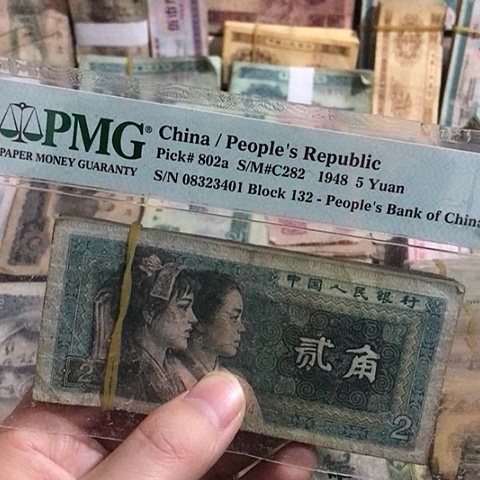 PMG®
PAPER MONEY GUARANTY
China / People's Republic
Pick# 802a S/M#C282 1948 5 Yuan
S/N 08323401 Block 132 - People's Bank of China
中国人民银行
贰角
2
2